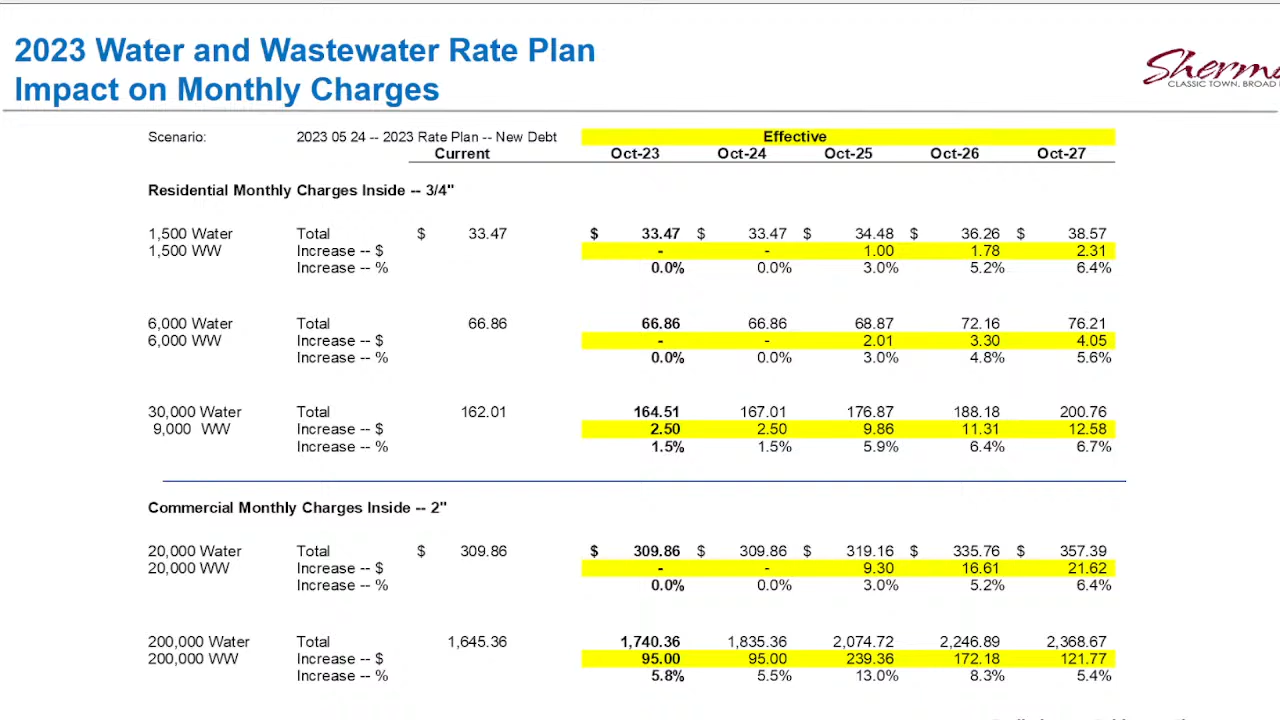 2023 Water and Wastewater Rate Plan
Impact on Monthly Charges
Sherma
CLASSIC TOWN, BROAD
Scenario: 2023 05 24 -- 2023 Rate Plan -- New Debt Effective
Current Oct-23 Oct-24 Oct-25 Oct-26 Oct-27
Residential Monthly Charges Inside -- 3/4"
1,500 Water Total $ 33.47 $ 33.47 $ 33.47 $ 34.48 $ 36.26 $ 38.57
1,500 WW Increase -- $ - - 1.00 1.78 2.31
Increase -- % 0.0% 0.0% 3.0% 5.2% 6.4%
6,000 Water Total 66.86 66.86 66.86 68.87 72.16 76.21
6,000 WW Increase -- $ - - 2.01 3.30 4.05
Increase -- % 0.0% 0.0% 3.0% 4.8% 5.6%
30,000 Water Total 162.01 164.51 167.01 176.87 188.18 200.76
9,000 WW Increase -- $ 2.50 2.50 9.86 11.31 12.58
Increase -- % 1.5% 1.5% 5.9% 6.4% 6.7%
Commercial Monthly Charges Inside -- 2"
20,000 Water Total $ 309.86 $ 309.86 $ 309.86 $ 319.16 $ 335.76 $ 357.39
20,000 WW Increase -- $ - - 9.30 16.61 21.62
Increase -- % 0.0% 0.0% 3.0% 5.2% 6.4%
200,000 Water Total 1,645.36 1,740.36 1,835.36 2,074.72 2,246.89 2,368.67
200,000 WW Increase -- $ 95.00 95.00 239.36 172.18 121.77
Increase -- % 5.8% 5.5% 13.0% 8.3% 5.4%